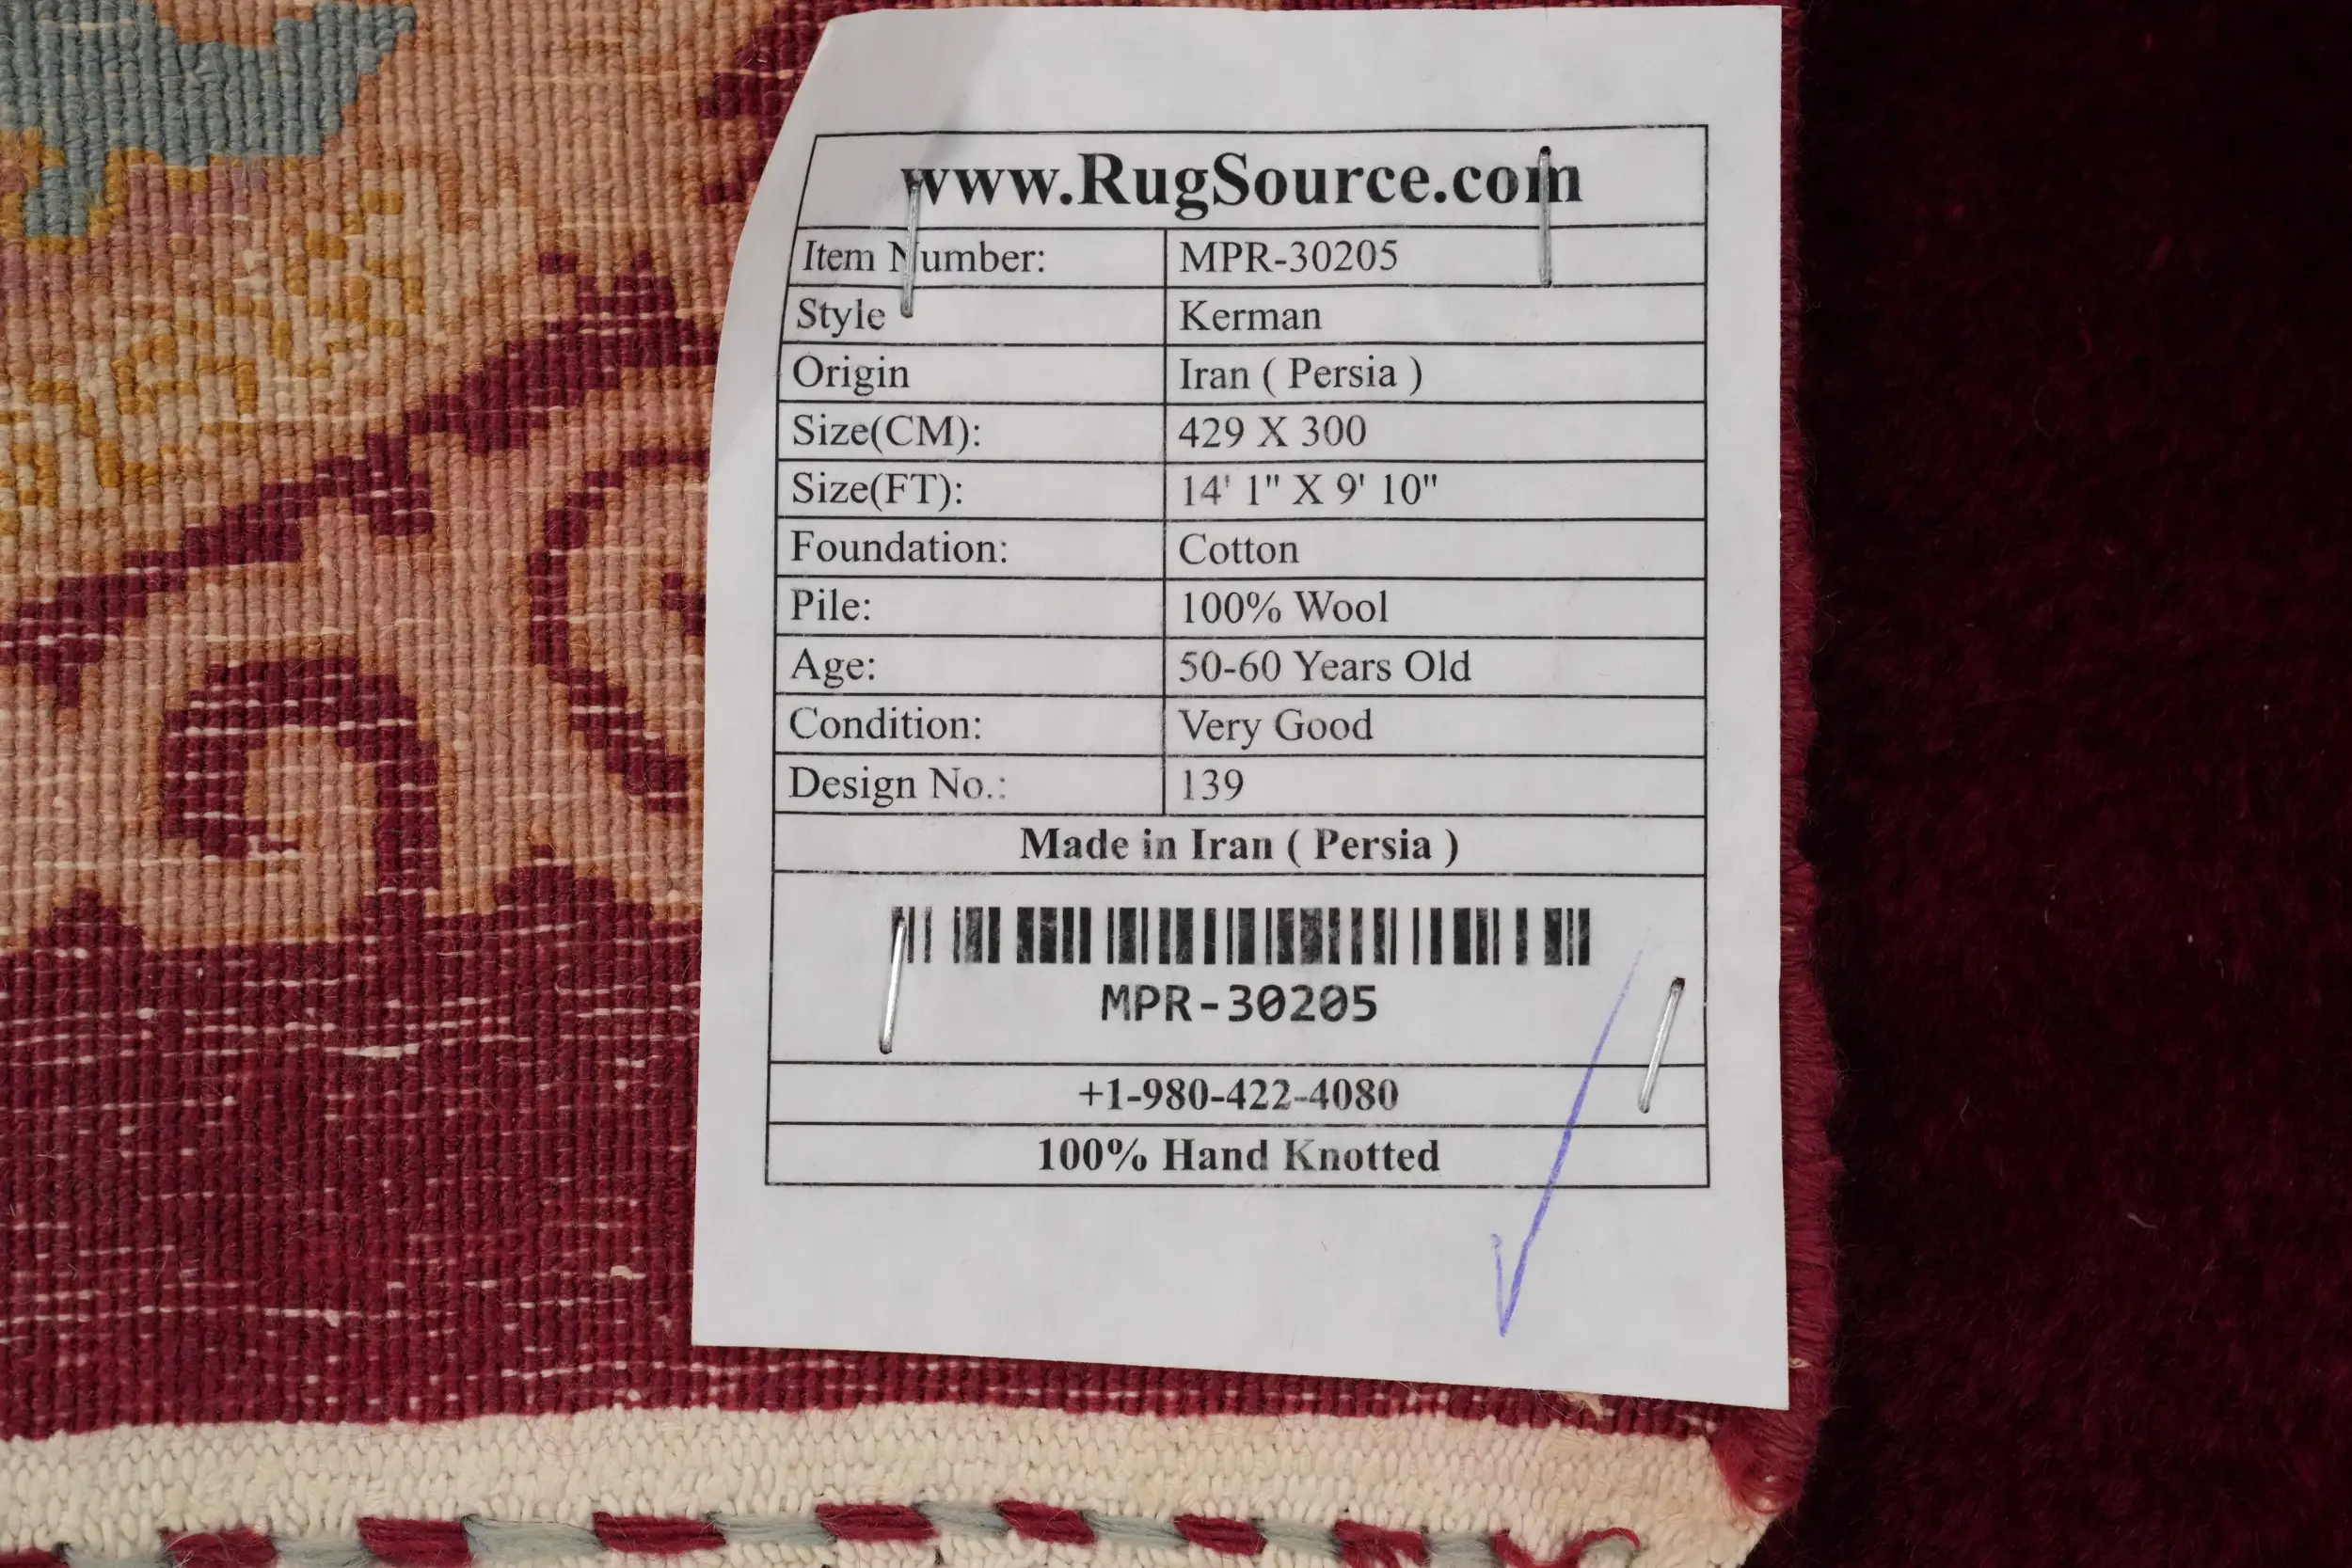 www.RugSource.com
Item Number: MPR-30205
Style Kerman
Origin Iran ( Persia )
Size(CM): 429 X 300
Size(FT): 14' 1" X 9' 10"
Foundation: Cotton
Pile: 100% Wool
Age: 50-60 Years Old
Condition: Very Good
Design No.: 139
Made in Iran ( Persia )
MPR-30205
+1-980-422-4080
100% Hand Knotted